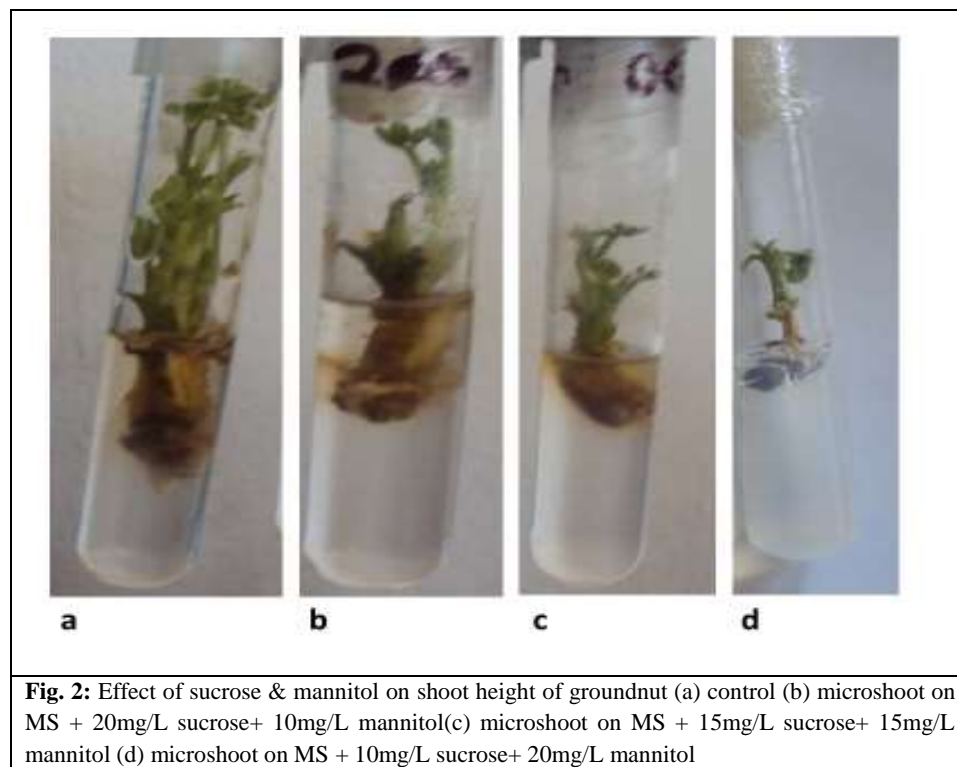 a b c d
Fig. 2: Effect of sucrose & mannitol on shoot height of groundnut (a) control (b) microshoot on
MS + 20mg/L sucrose+ 10mg/L mannitol(c) microshoot on MS + 15mg/L sucrose+ 15mg/L
mannitol (d) microshoot on MS + 10mg/L sucrose+ 20mg/L mannitol